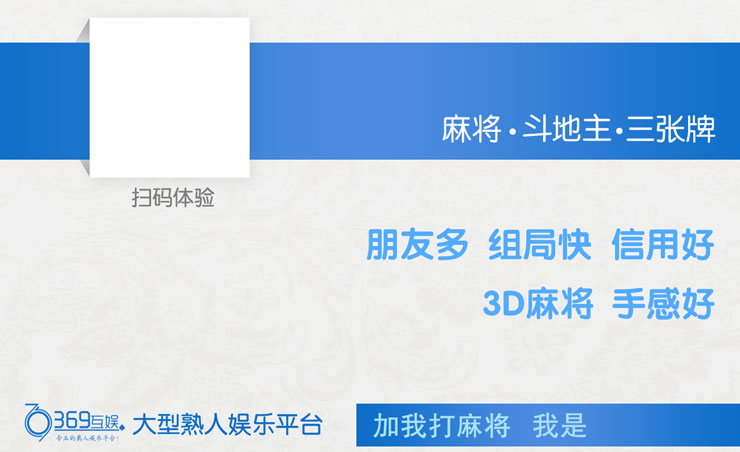 麻将·斗地主·三张牌
扫码体验
朋友多 组局快 信用好
3D麻将 手感好
369互娱
专业的熟人娱乐平台!
大型熟人娱乐平台
加我打麻将 我是